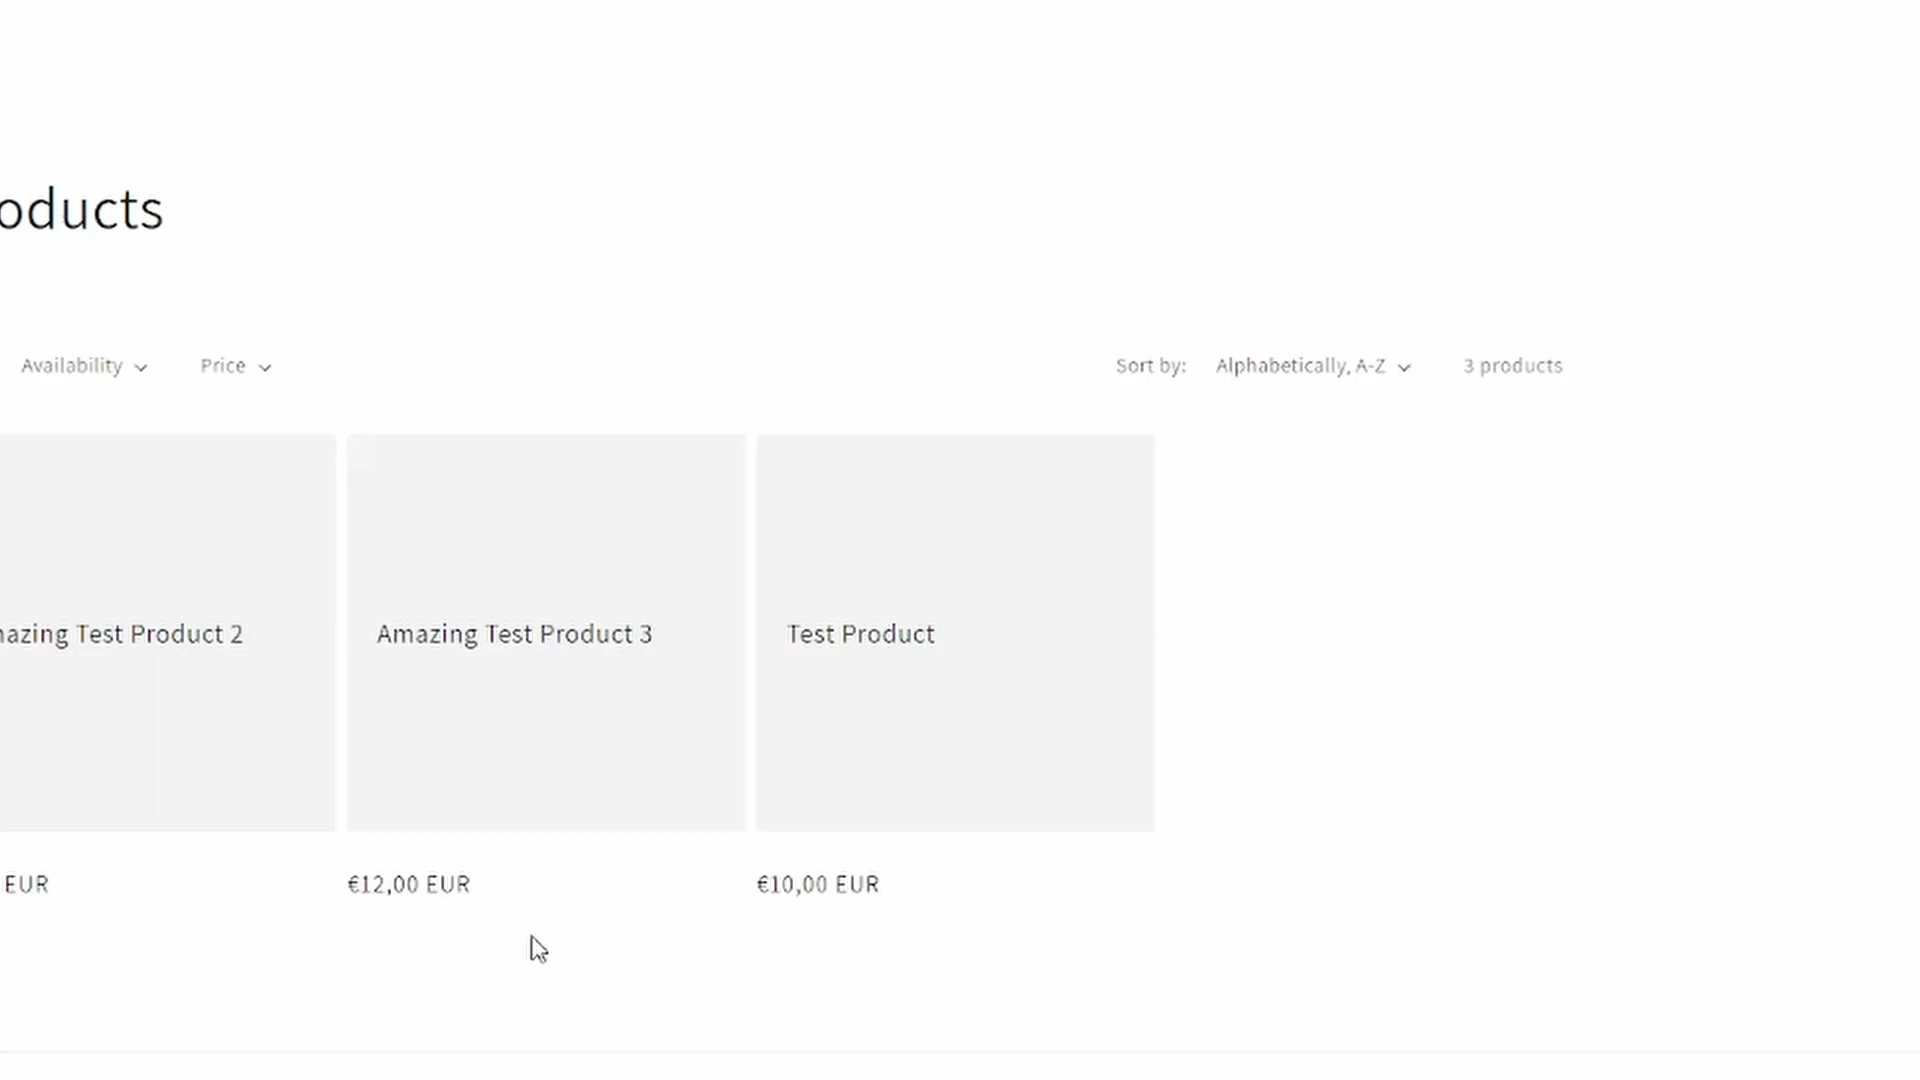 oducts
Availability Price Sort by: Alphabetically, A-Z 3 products
azing Test Product 2 Amazing Test Product 3 Test Product
EUR €12,00 EUR €10,00 EUR